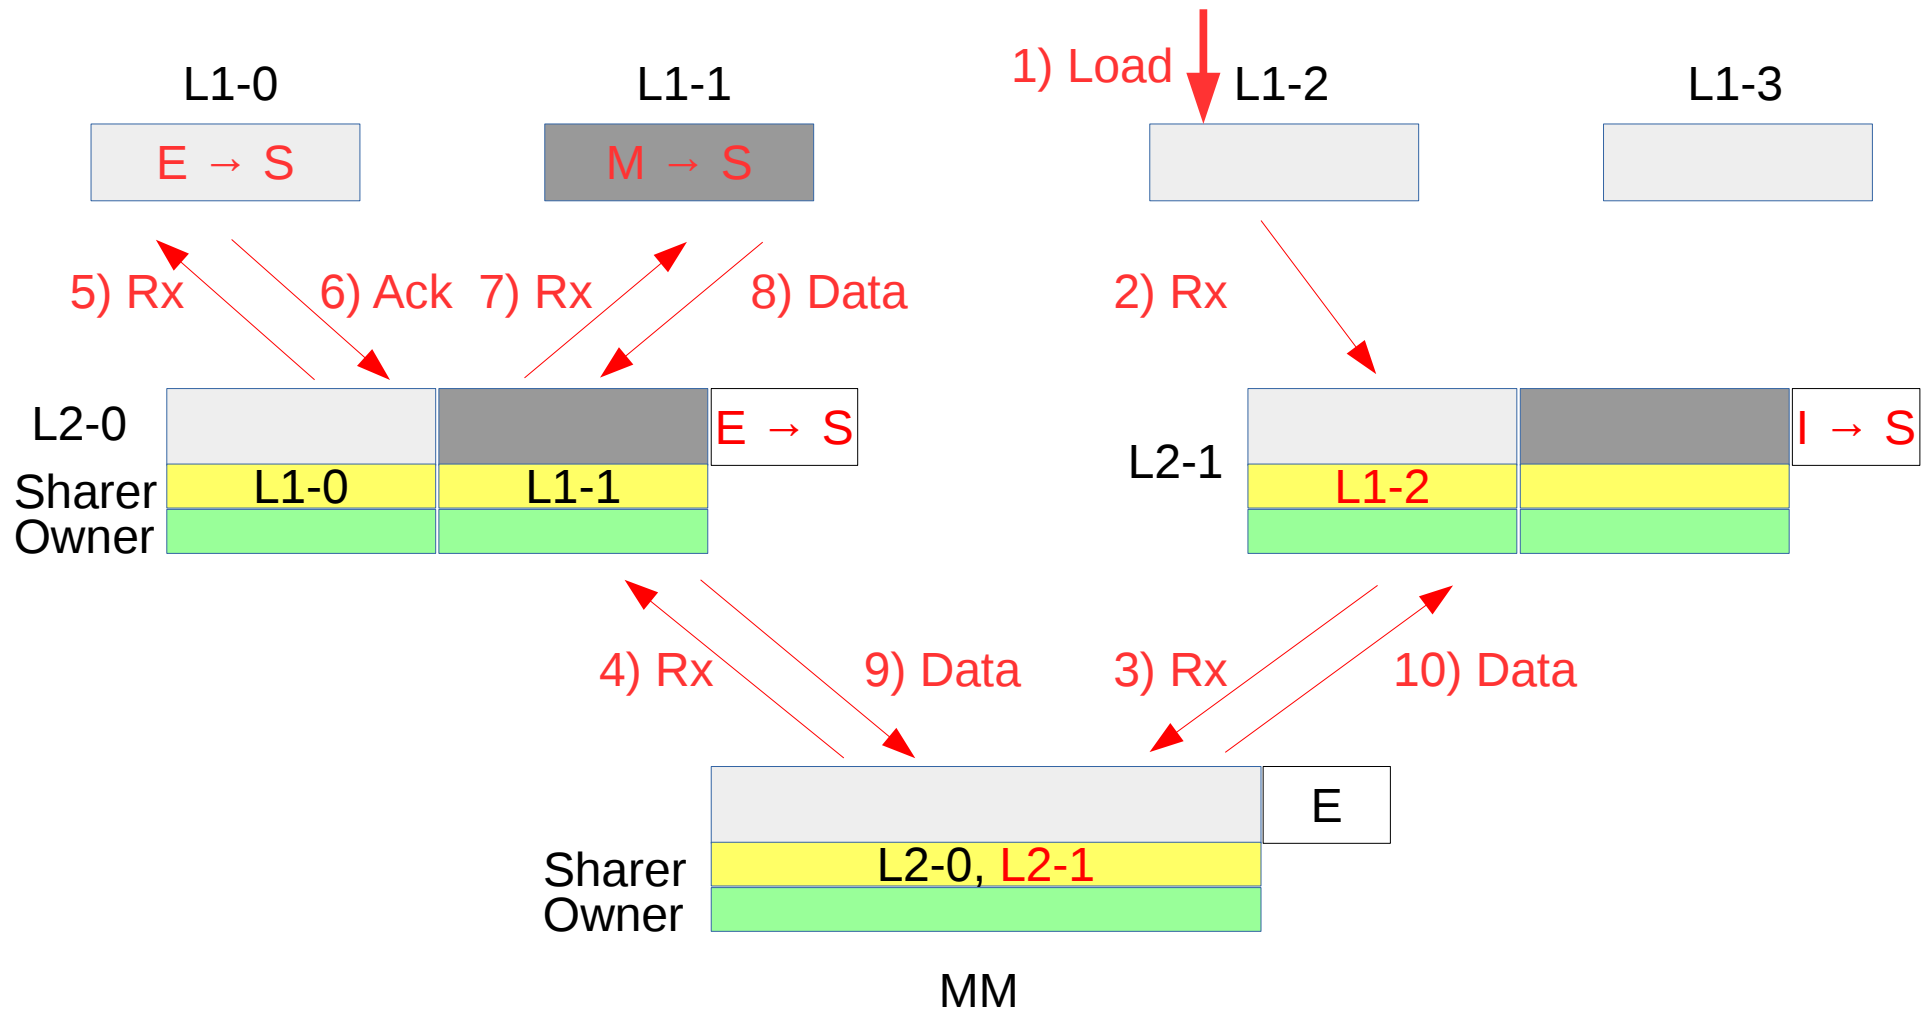 1) Load
L1-0
L1-1
L1-2
L1-3
E → S
M → S
5) Rx
6) Ack
7) Rx
8) Data
2) Rx
L2-0
E → S
L2-1
I → S
Sharer
L1-0
L1-1
L1-2
Owner
4) Rx
9) Data
3) Rx
10) Data
E
Sharer
L2-0, L2-1
Owner
MM